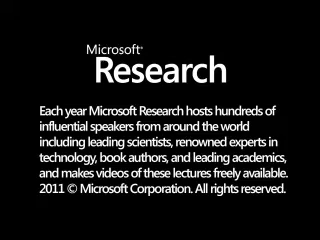 Microsoft®
Research
Each year Microsoft Research hosts hundreds of
influential speakers from around the world
including leading scientists, renowned experts in
technology, book authors, and leading academics,
and makes videos of these lectures freely available.
2011 © Microsoft Corporation. All rights reserved.